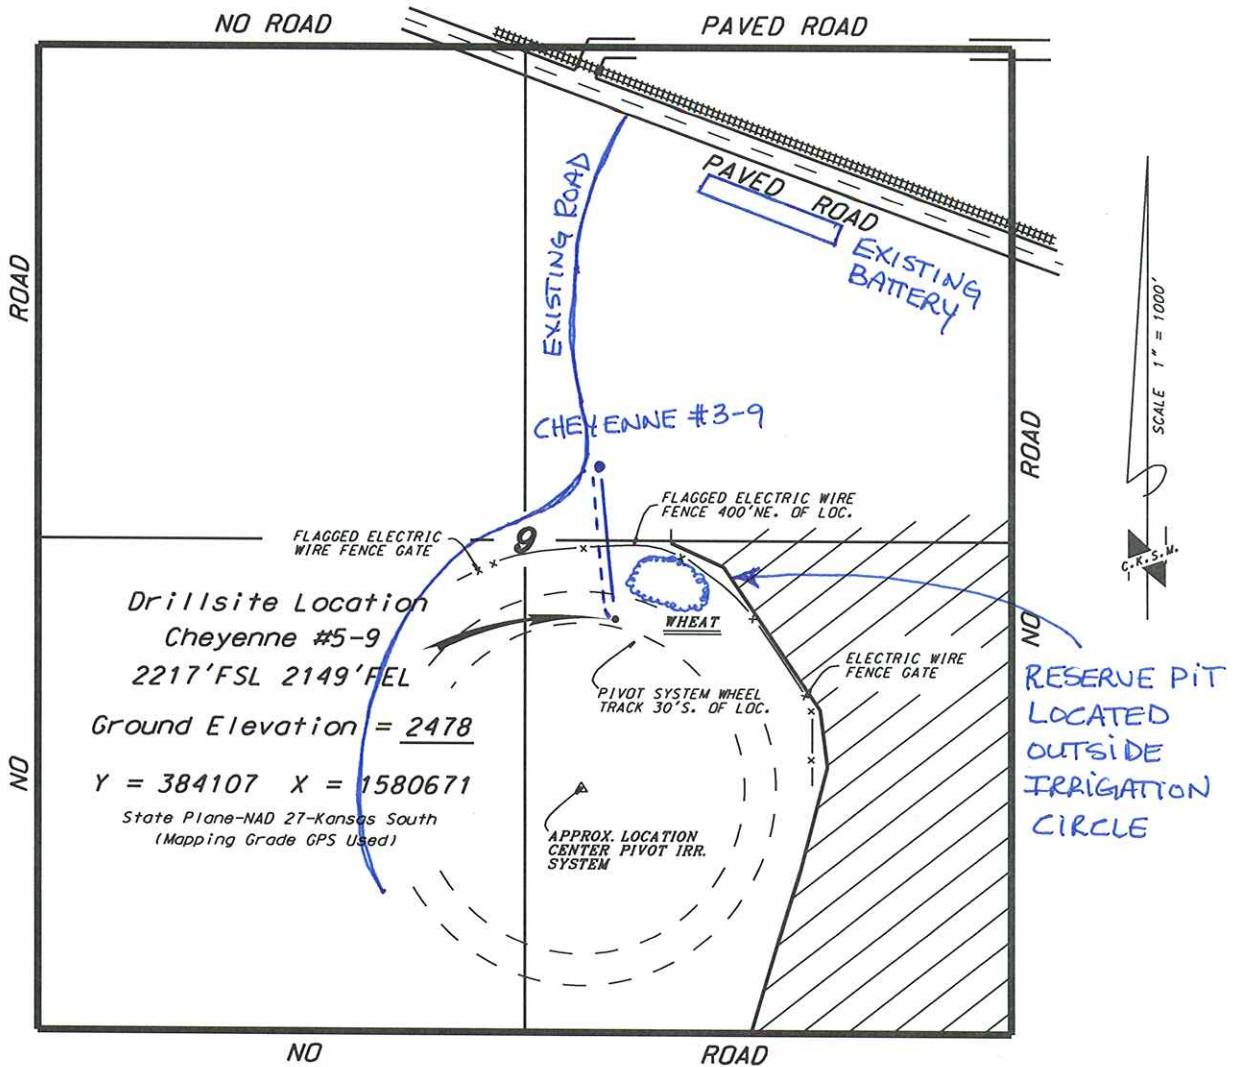 NO ROAD
PAVED ROAD
PAVED ROAD
EXISTING ROAD
EXISTING
BATTERY
ROAD
SCALE 1" = 1000'
CHEYENNE #3-9
ROAD
FLAGGED ELECTRIC WIRE
FENCE 400'NE. OF LOC.
FLAGGED ELECTRIC
WIRE FENCE GATE
9
C.K.S.M.
Drillsite Location
Cheyenne #5-9
2217'FSL 2149'FEL
WHEAT
NO
ELECTRIC WIRE
FENCE GATE
PIVOT SYSTEM WHEEL
TRACK 30'S. OF LOC.
RESERVE PIT
LOCATED
OUTSIDE
IRRIGATION
CIRCLE
Ground Elevation = 2478
NO
Y = 384107 X = 1580671
State Plane-NAD 27-Kansas South
(Mapping Grade GPS Used)
APPROX. LOCATION
CENTER PIVOT IRR.
SYSTEM
NO
ROAD